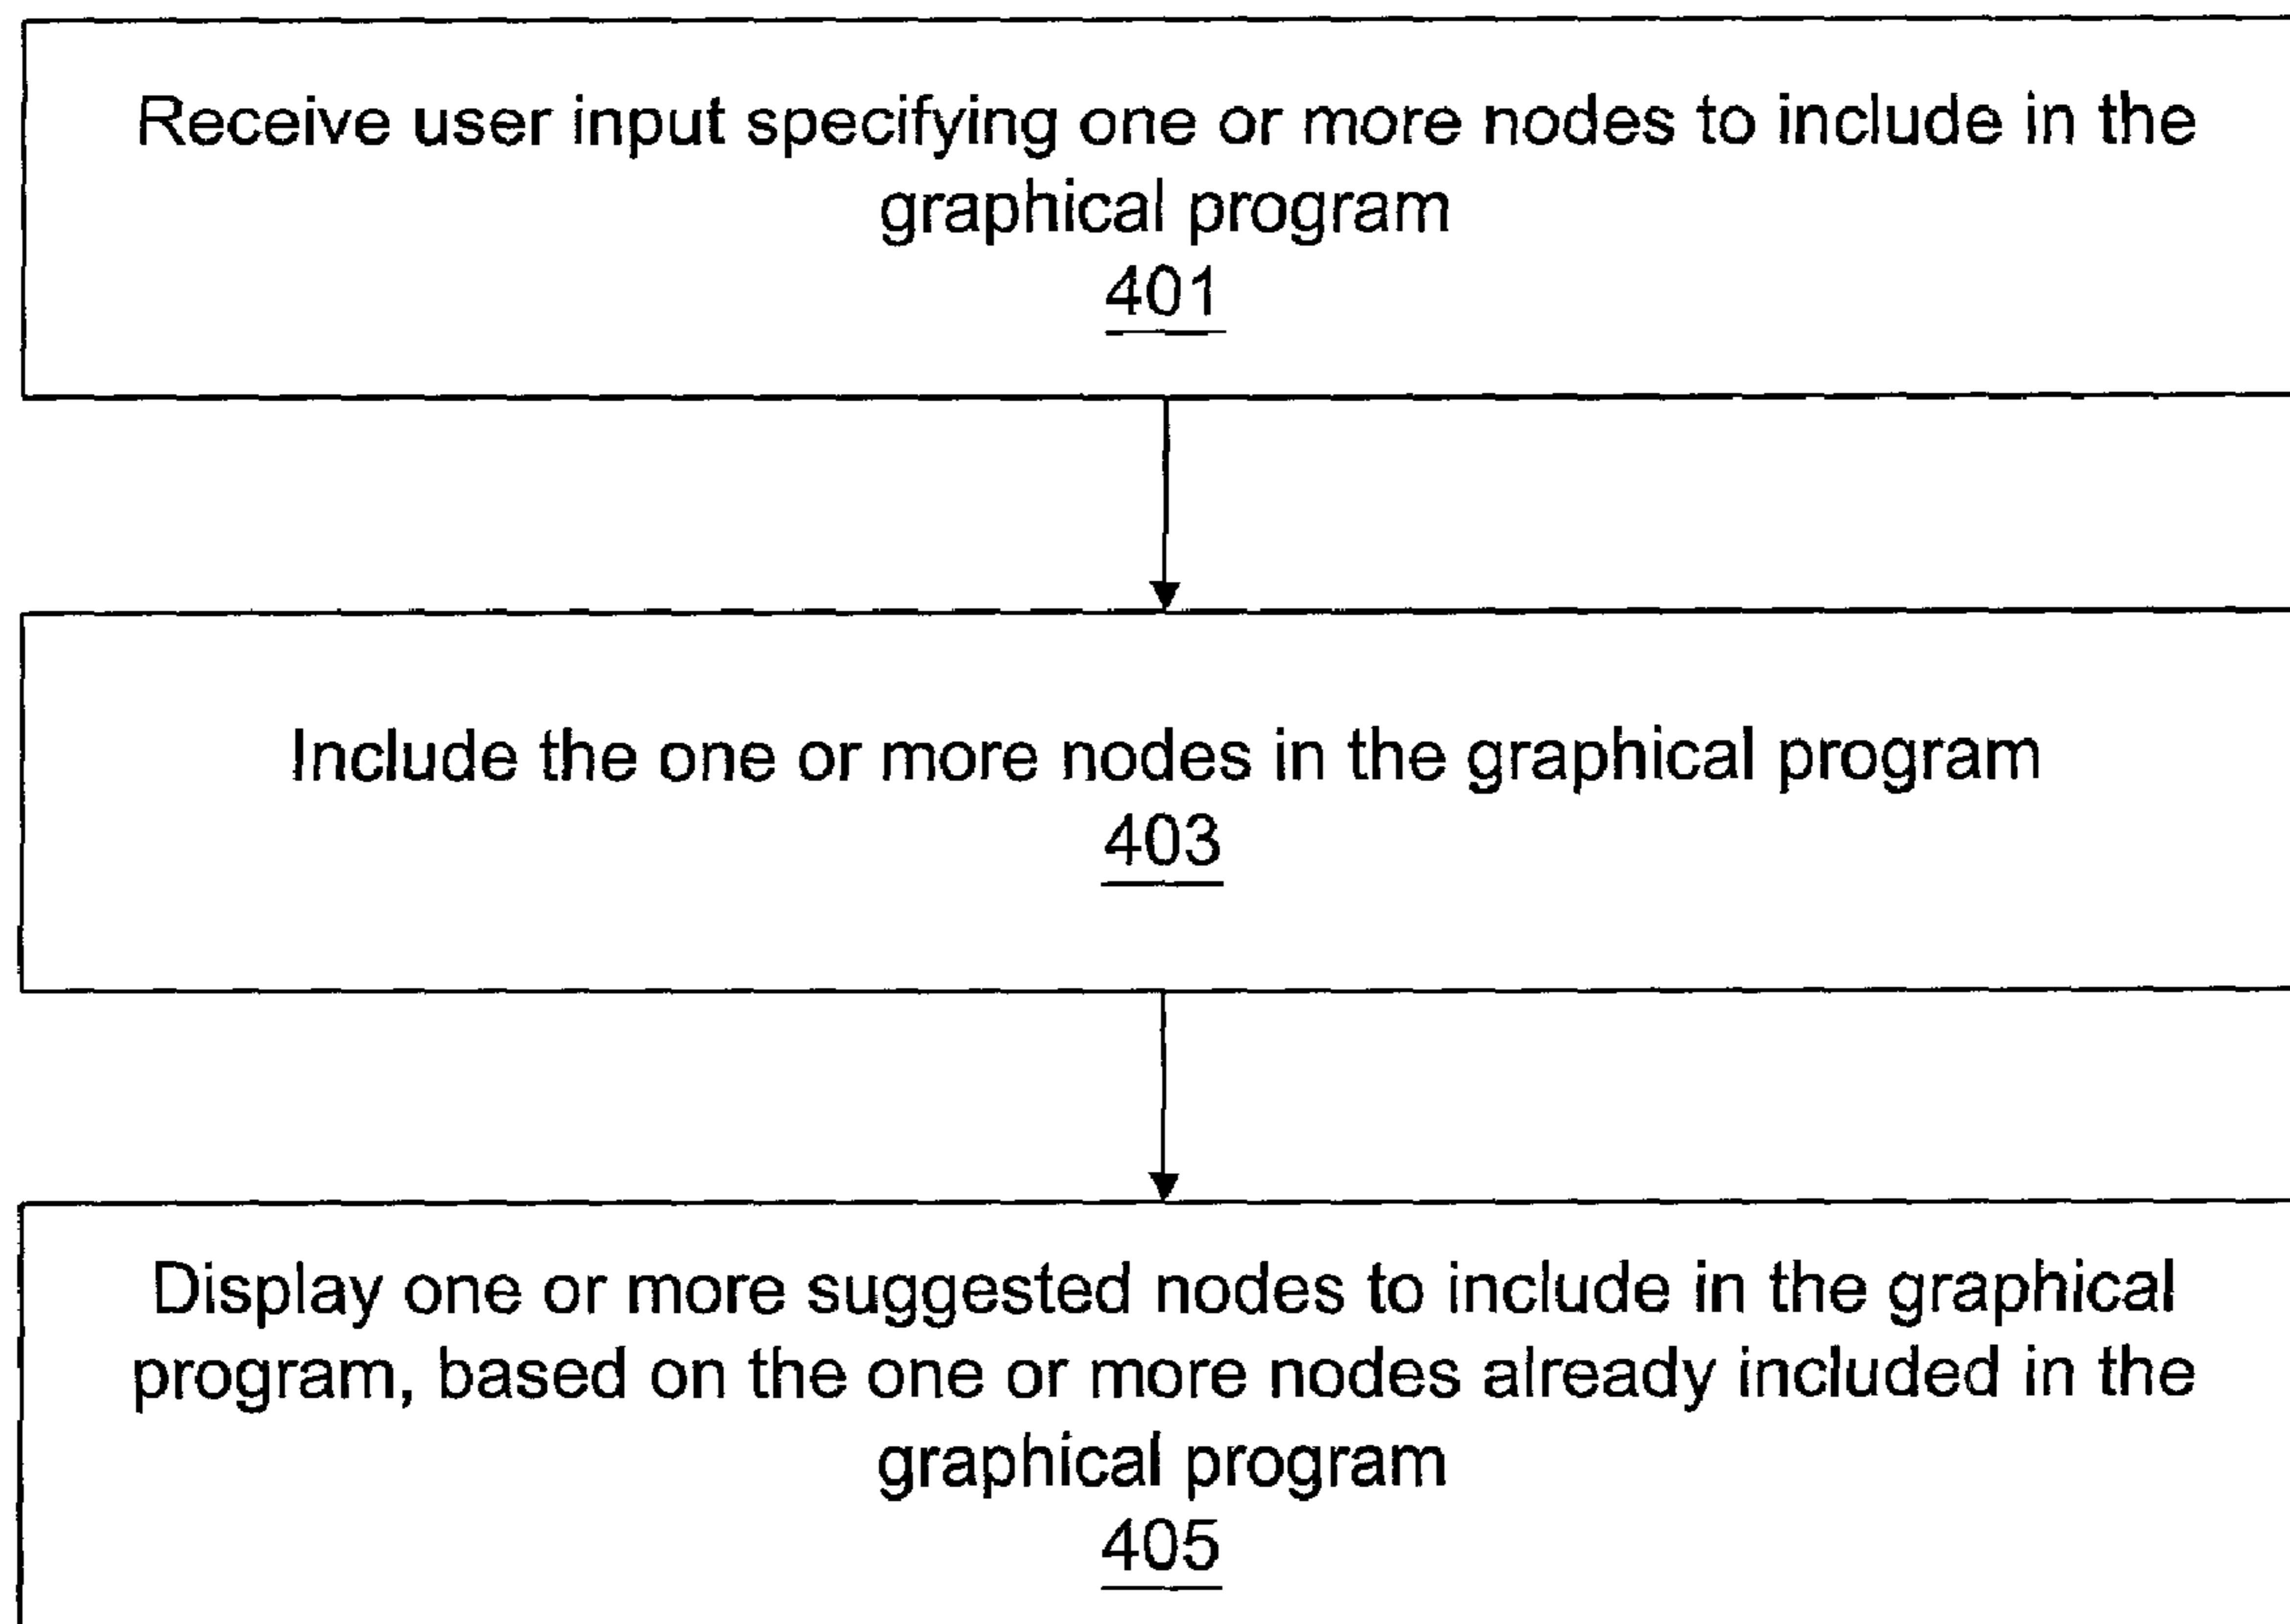 Receive user input specifying one or more nodes to include in the
graphical program
401
Include the one or more nodes in the graphical program
403
Display one or more suggested nodes to include in the graphical
program, based on the one or more nodes already included in the
graphical program
405